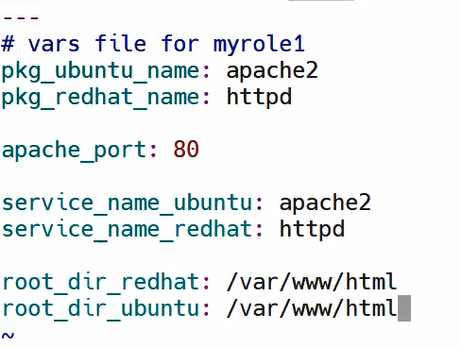 ---
# vars file for myrole1
pkg_ubuntu_name: apache2
pkg_redhat_name: httpd

apache_port: 80

service_name_ubuntu: apache2
service_name_redhat: httpd

root_dir_redhat: /var/www/html
root_dir_ubuntu: /var/www/html
~